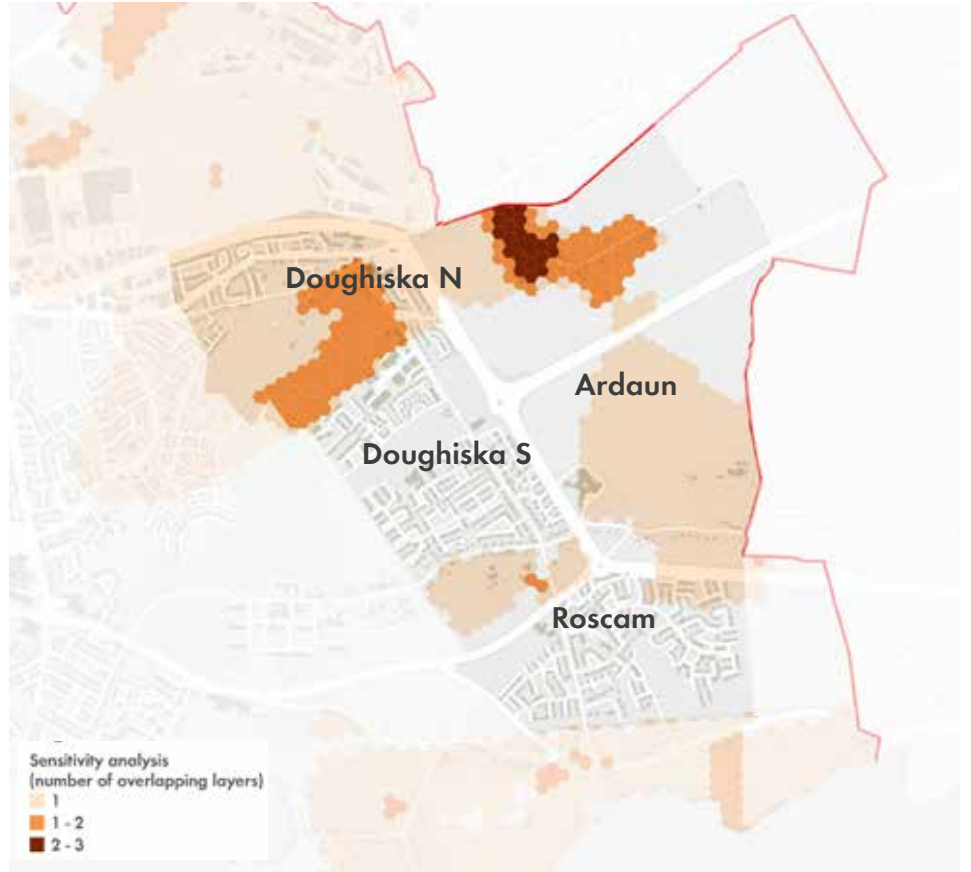 Doughiska N
Ardaun
Doughiska S
Roscam
Sensitivity analysis
(number of overlapping layers)
1
1 - 2
2 - 3